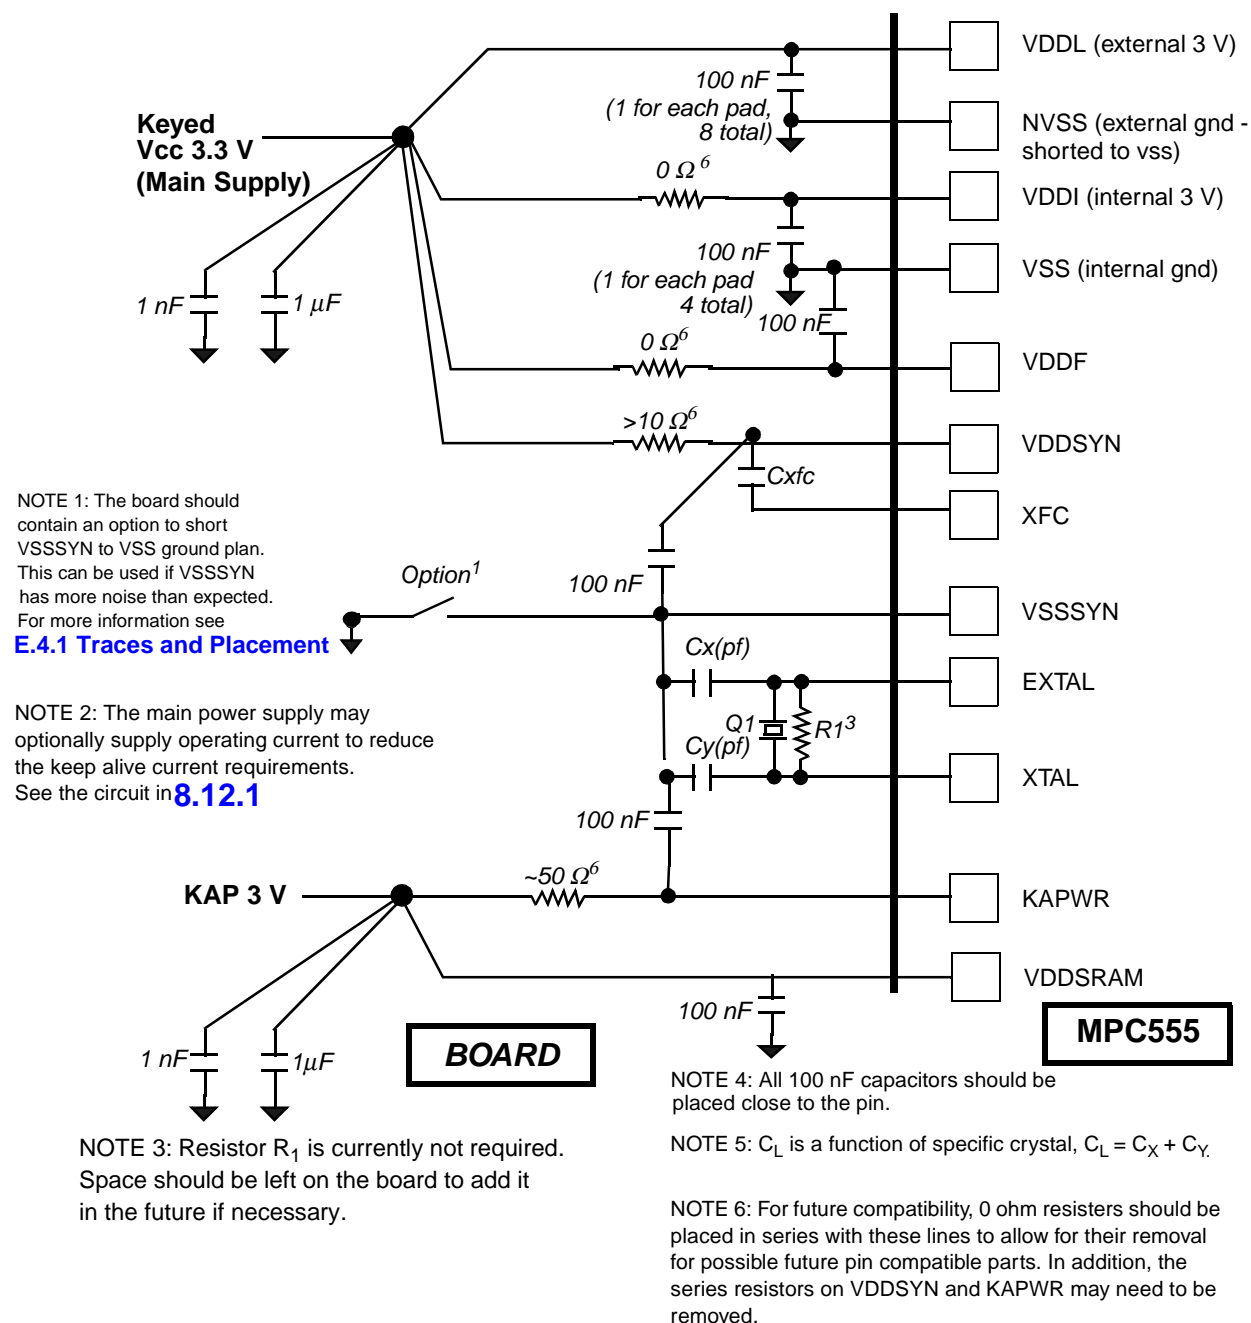 VDDL (external 3 V)
100 nF
(1 for each pad,
8 total)
Keyed
Vcc 3.3 V
(Main Supply)
NVSS (external gnd -
shorted to vss)
0 Ω6
VDDI (internal 3 V)
100 nF
(1 for each pad
4 total)
VSS (internal gnd)
1 nF
1 µF
100 nF
0 Ω6
VDDF
>10 Ω6
VDDSYN
Cxfc
XFC
NOTE 1: The board should
contain an option to short
VSSSYN to VSS ground plan.
This can be used if VSSSYN
has more noise than expected.
For more information see
E.4.1 Traces and Placement
Option1
100 nF
VSSSYN
Cx(pf)
EXTAL
Q1
R13
Cy(pf)
XTAL
NOTE 2: The main power supply may
optionally supply operating current to reduce
the keep alive current requirements.
See the circuit in 8.12.1
100 nF
KAP 3 V
~50 Ω6
KAPWR
VDDSRAM
100 nF
1 nF
1µF
BOARD
MPC555
NOTE 3: Resistor R1 is currently not required.
Space should be left on the board to add it
in the future if necessary.
NOTE 4: All 100 nF capacitors should be
placed close to the pin.
NOTE 5: CL is a function of specific crystal, CL = CX + CY.
NOTE 6: For future compatibility, 0 ohm resisters should be
placed in series with these lines to allow for their removal
for possible future pin compatible parts. In addition, the
series resistors on VDDSYN and KAPWR may need to be
removed.